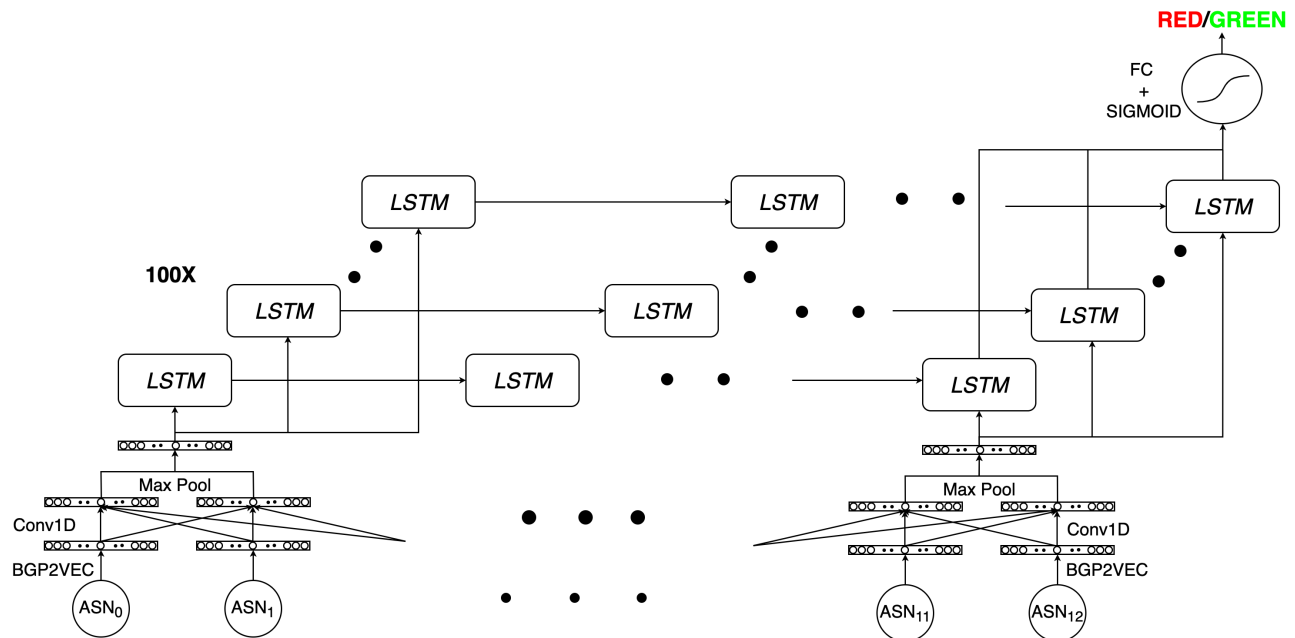 RED/GREEN
FC
+
SIGMOID
LSTM
LSTM
LSTM
100X
LSTM
LSTM
LSTM
LSTM
LSTM
LSTM
Max Pool
Max Pool
Conv1D
Conv1D
BGP2VEC
BGP2VEC
ASN0
ASN1
ASN11
ASN12